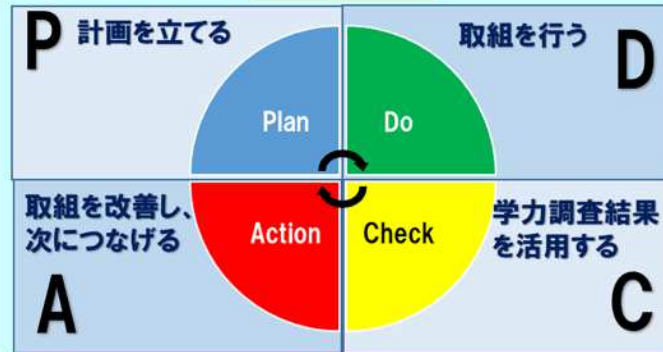 P
計画を立てる
Plan
取組を行う
D
Do
取組を改善し、
次につなげる
A
Action
学力調査結果
を活用する
C
Check